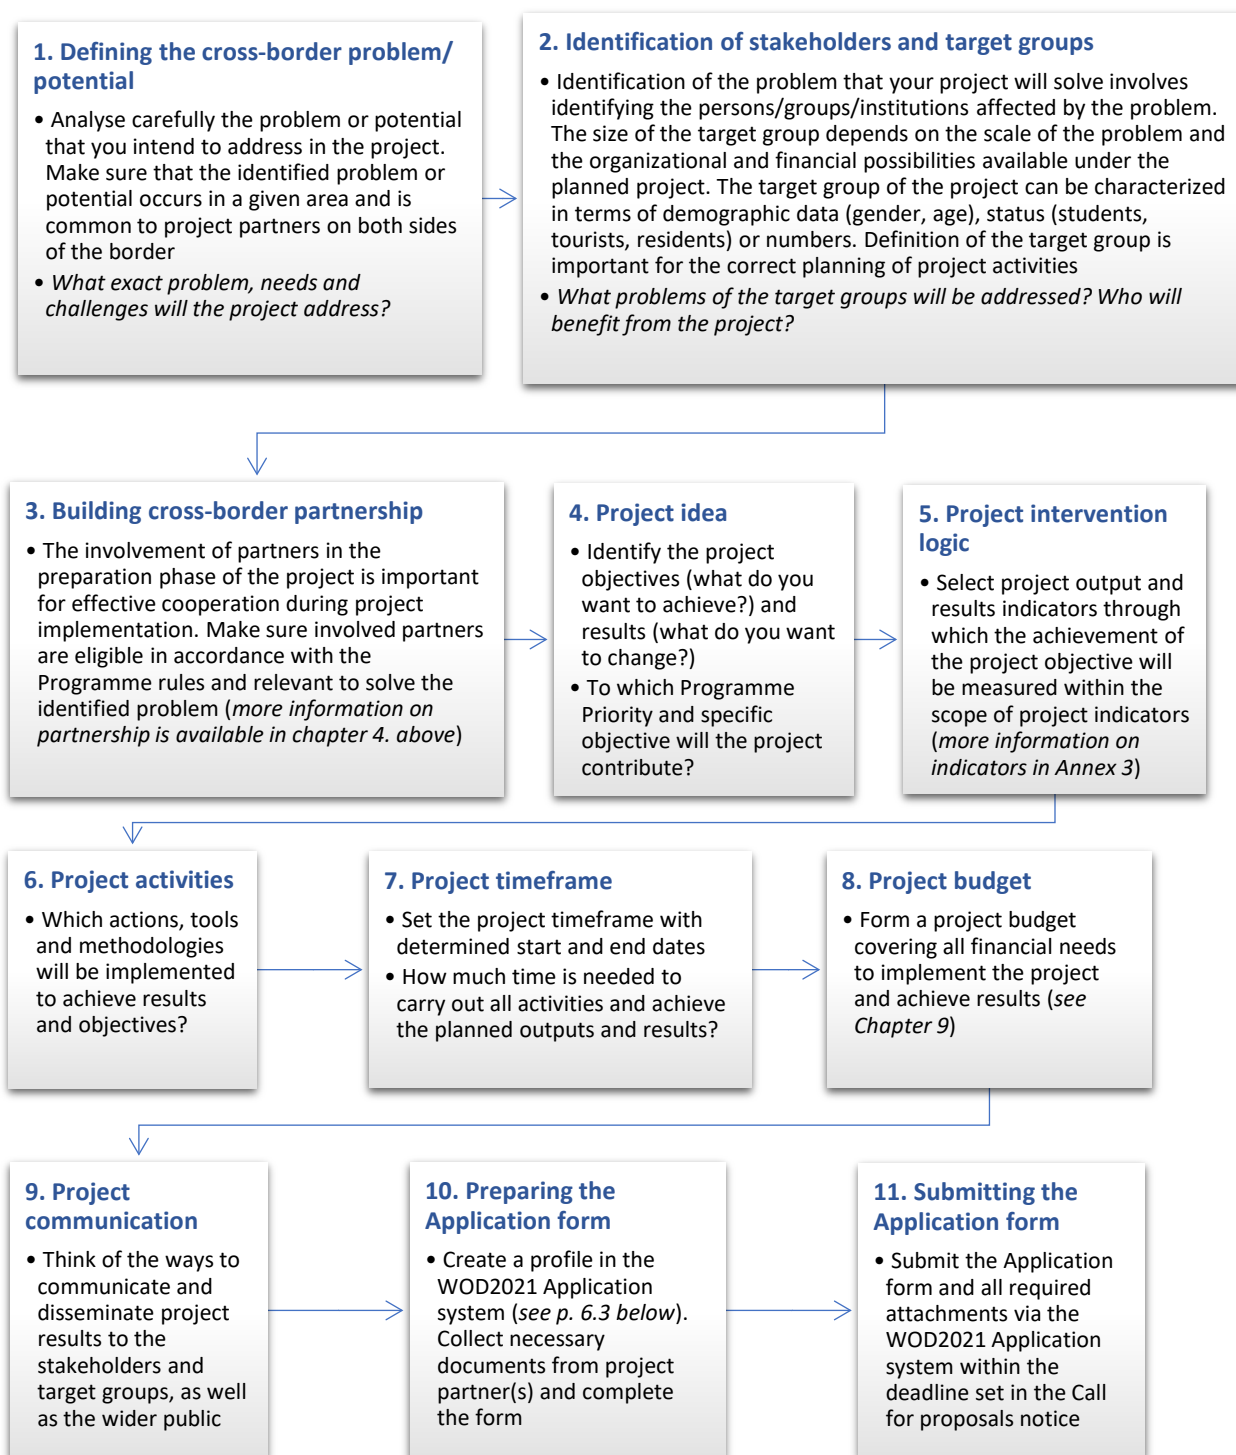 1. Defining the cross-border problem/
potential
• Analyse carefully the problem or potential
that you intend to address in the project.
Make sure that the identified problem or
potential occurs in a given area and is
common to project partners on both sides
of the border
• What exact problem, needs and
challenges will the project address?
2. Identification of stakeholders and target groups
• Identification of the problem that your project will solve involves
identifying the persons/groups/institutions affected by the problem.
The size of the target group depends on the scale of the problem and
the organizational and financial possibilities available under the
planned project. The target group of the project can be characterized
in terms of demographic data (gender, age), status (students,
tourists, residents) or numbers. Definition of the target group is
important for the correct planning of project activities
• What problems of the target groups will be addressed? Who will
benefit from the project?
3. Building cross-border partnership
• The involvement of partners in the
preparation phase of the project is important
for effective cooperation during project
implementation. Make sure involved partners
are eligible in accordance with the
Programme rules and relevant to solve the
identified problem (more information on
partnership is available in chapter 4. above)
4. Project idea
• Identify the project
objectives (what do you
want to achieve?) and
results (what do you want
to change?)
• To which Programme
Priority and specific
objective will the project
contribute?
5. Project intervention
logic
• Select project output and
results indicators through
which the achievement of
the project objective will
be measured within the
scope of project indicators
(more information on
indicators in Annex 3)
6. Project activities
• Which actions, tools
and methodologies
will be implemented
to achieve results
and objectives?
7. Project timeframe
• Set the project timeframe with
determined start and end dates
• How much time is needed to
carry out all activities and achieve
the planned outputs and results?
8. Project budget
• Form a project budget
covering all financial needs
to implement the project
and achieve results (see
Chapter 9)
9. Project
communication
• Think of the ways to
communicate and
disseminate project
results to the
stakeholders and
target groups, as well
as the wider public
10. Preparing the
Application form
• Create a profile in the
WOD2021 Application
system (see p. 6.3 below).
Collect necessary
documents from project
partner(s) and complete
the form
11. Submitting the
Application form
• Submit the Application
form and all required
attachments via the
WOD2021 Application
system within the
deadline set in the Call
for proposals notice